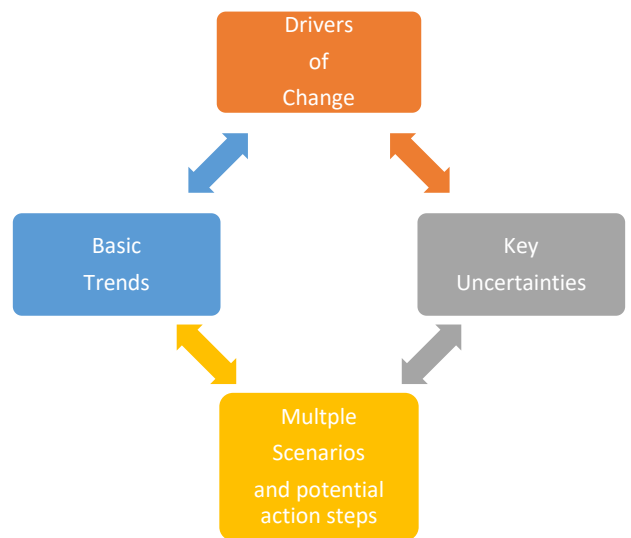 Drivers
of
Change
Basic
Trends
Key
Uncertainties
Multple
Scenarios
and potential
action steps